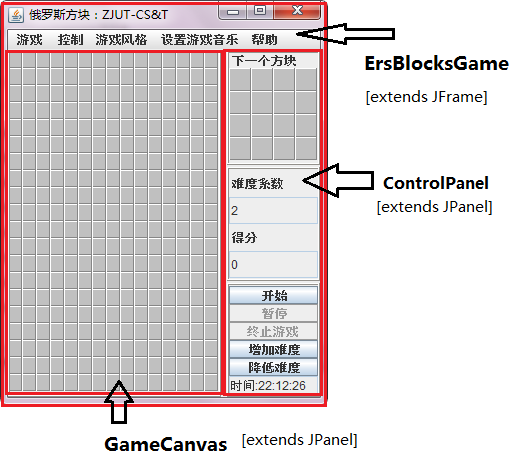 俄罗斯方块：ZJUT-CS&T
游戏 控制 游戏风格 设置游戏音乐 帮助
ErsBlocksGame
[extends JFrame]
下一个方块
难度系数
2
得分
0
ControlPanel
[extends JPanel]
开始
暂停
终止游戏
增加难度
降低难度
时间:22:12:26
GameCanvas [extends JPanel]